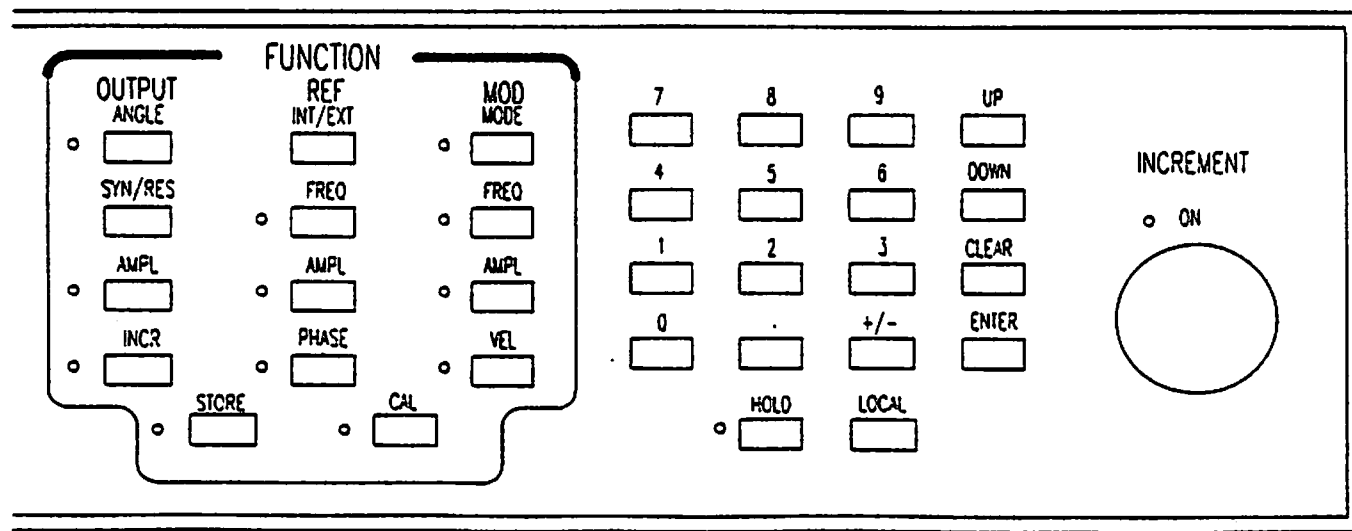 FUNCTION
OUTPUT REF MOD
ANGLE INT/EXT MODE
SYN/RES FREQ FREQ
AMPL AMPL AMPL
INCR PHASE VEL
STORE CAL
7 8 9 UP
4 5 6 DOWN
1 2 3 CLEAR
0 . +/- ENTER
HOLD LOCAL
INCREMENT
ON